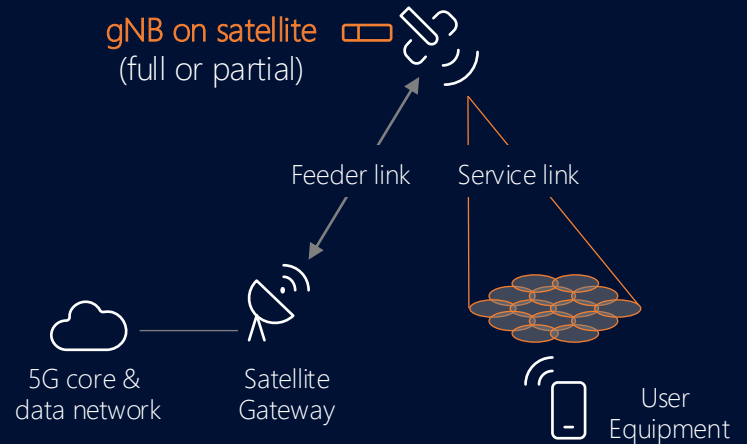 gNB on satellite
(full or partial)
Feeder link
Service link
5G core &
data network
Satellite
Gateway
User
Equipment